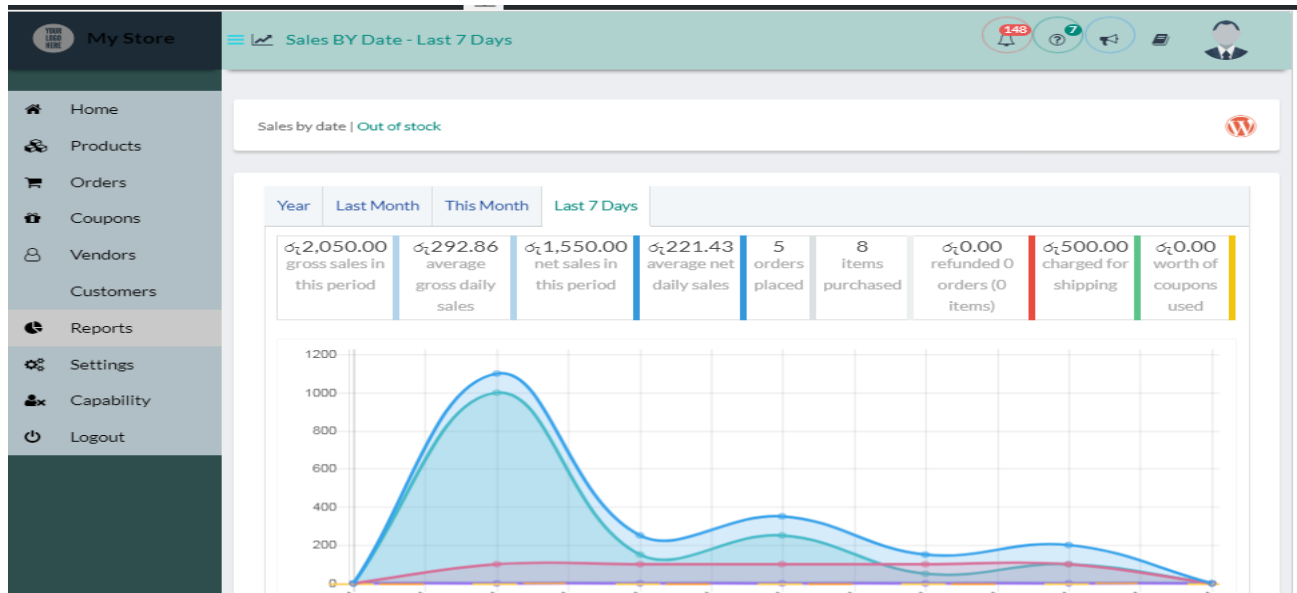 YOUR
LOGO
HERE
My Store
Sales BY Date - Last 7 Days
148
7
Home
Products
Orders
Coupons
Vendors
Customers
Reports
Settings
Capability
Logout
Sales by date | Out of stock
Year
Last Month
This Month
Last 7 Days
රු2,050.00
gross sales in
this period
රු292.86
average
gross daily
sales
රු1,550.00
net sales in
this period
රු221.43
average net
daily sales
5
orders
placed
8
items
purchased
රු0.00
refunded 0
orders (0
items)
රු500.00
charged for
shipping
රු0.00
worth of
coupons
used
1200
1000
800
600
400
200
0